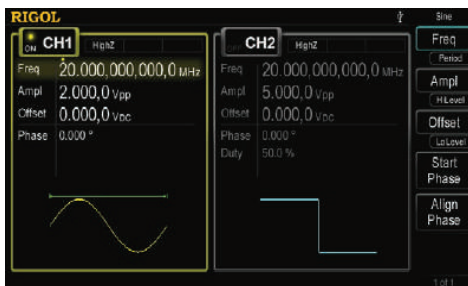 RIGOL
Sine
ON CH1 HighZ
Freq 20.000,000,000,0 MHz
Ampl 2.000,0 Vpp
Offset 0.000,0 VDC
Phase 0.000 °
OFF CH2 HighZ
Freq 20.000,000,000,0 MHz
Ampl 5.000,0 Vpp
Offset 0.000,0 VDC
Phase 0.000 °
Duty 50.0 %
Freq
Period
Ampl
HiLevel
Offset
LoLevel
Start
Phase
Align
Phase
1 of 1